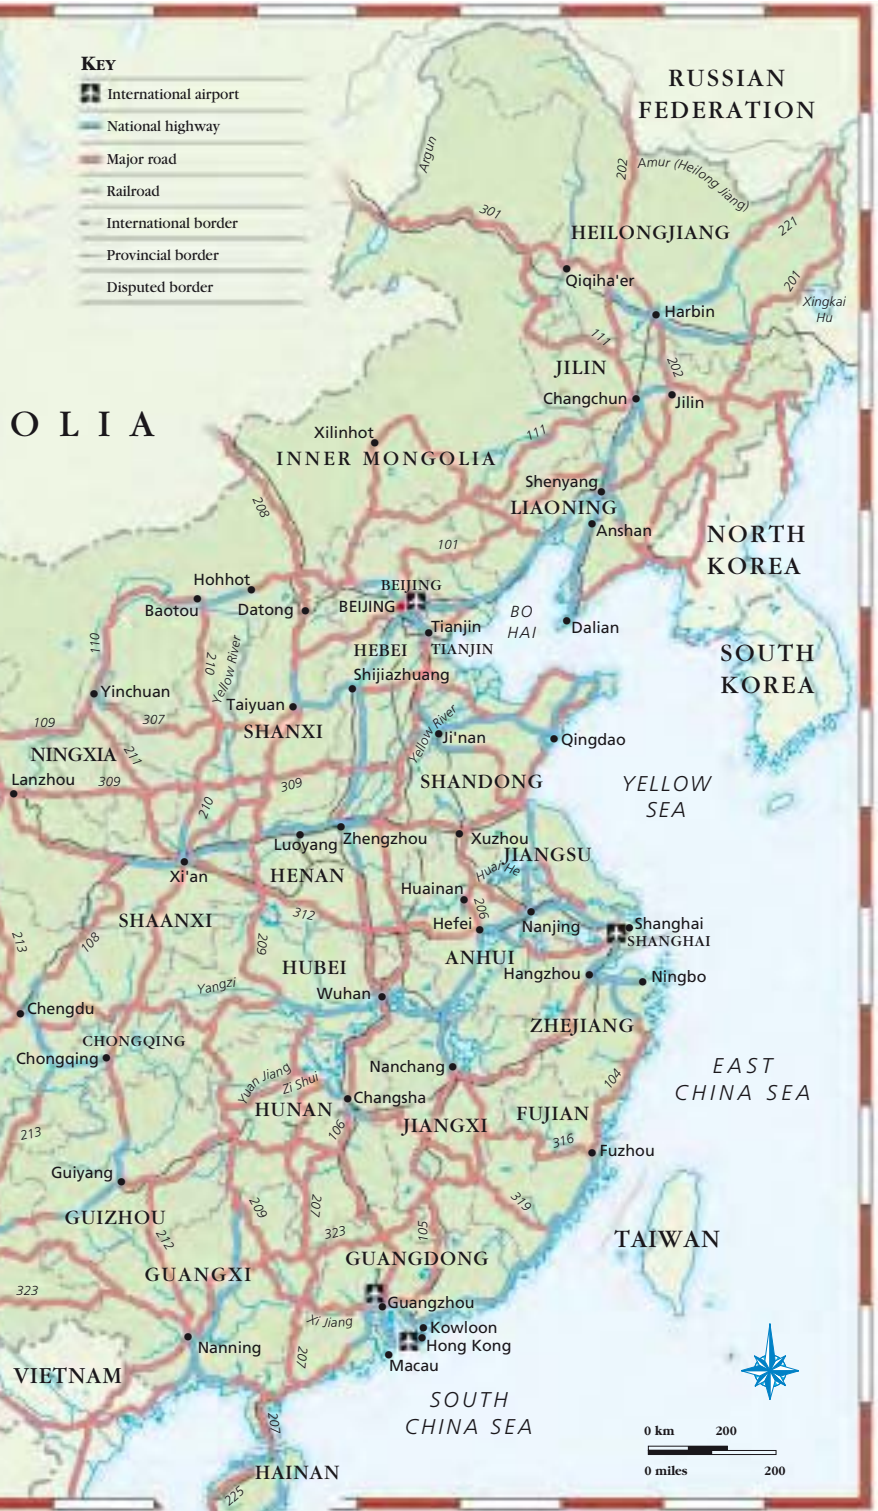 KEY
International airport
National highway
Major road
Railroad
International border
Provincial border
Disputed border
RUSSIAN
FEDERATION
Argun
202
Amur (Heilong Jiang)
301
HEILONGJIANG
221
Qiqiha'er
201
Xingkai
Hu
Harbin
111
JILIN
202
Changchun
Jilin
OLIA
Xilinhot
111
INNER MONGOLIA
Shenyang
LIAONING
208
Anshan
NORTH
KOREA
101
Hohhot
BEIJING
Baotou
Datong
BEIJING
BO
HAI
Dalian
Tianjin
110
210
Yellow River
HEBEI
TIANJIN
SOUTH
KOREA
Shijiazhuang
Yinchuan
Taiyuan
109
307
SHANXI
Yellow River
Ji'nan
Qingdao
NINGXIA
211
Lanzhou
309
309
SHANDONG
YELLOW
SEA
210
Luoyang
Zhengzhou
Xuzhou
JIANGSU
Xi'an
HENAN
Huai He
Huainan
206
SHAANXI
312
Hefei
Nanjing
Shanghai
SHANGHAI
213
108
209
ANHUI
HUBEI
Hangzhou
Ningbo
Yangzi
Wuhan
Chengdu
ZHEJIANG
CHONGQING
Chongqing
Nanchang
EAST
CHINA SEA
Yuan Jiang
Zi Shui
104
Changsha
HUNAN
106
JIANGXI
FUJIAN
213
316
Fuzhou
Guiyang
209
207
319
GUIZHOU
212
323
105
TAIWAN
GUANGDONG
GUANGXI
323
Guangzhou
Xi Jiang
Kowloon
Hong Kong
Nanning
207
Macau
VIETNAM
SOUTH
CHINA SEA
207
0 km 200
0 miles 200
HAINAN
225